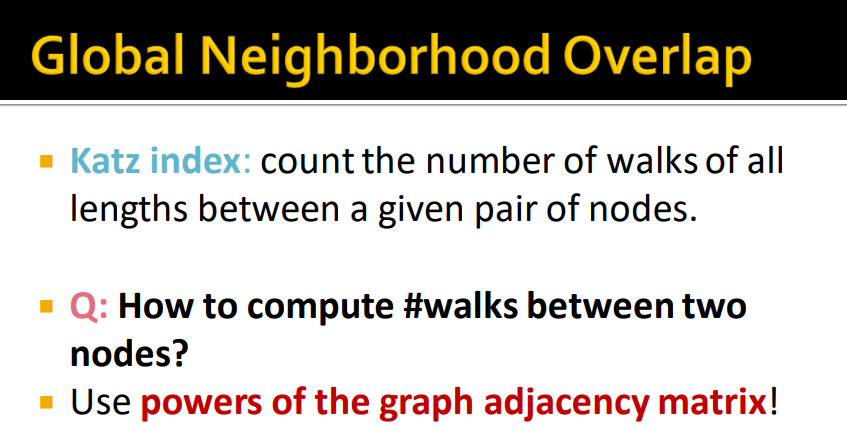 Global Neighborhood Overlap
▪ Katz index: count the number of walks of all
lengths between a given pair of nodes.
▪ Q: How to compute #walks between two
nodes?
▪ Use powers of the graph adjacency matrix!